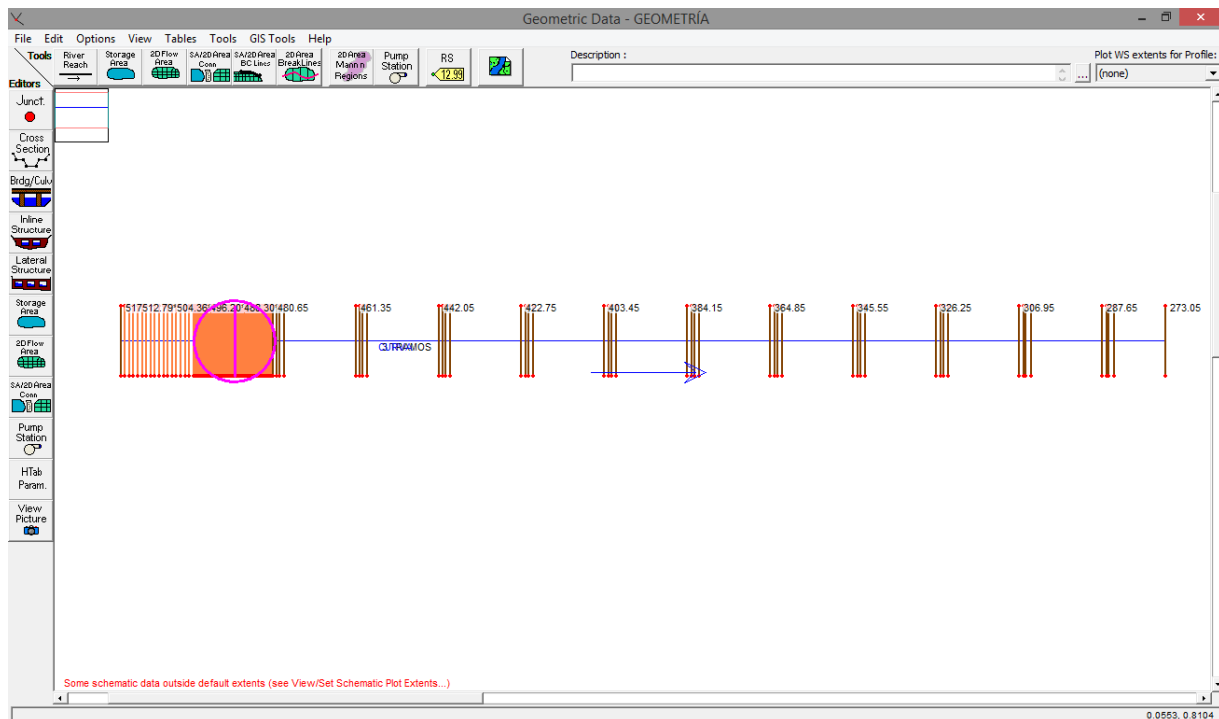 Geometric Data - GEOMETRÍA
File Edit Options View Tables Tools GIS Tools Help
Tools
Editors
River Reach
Storage Area
2D Flow Area
SA/2D Area Conn
SA/2D Area BC Lines
2D Area BreakLines
2D Area Mann n Regions
Pump Station
RS
12.99
Description :
...
Plot WS extents for Profile:
(none)
Junct.
Cross Section
Brdg/Culv
Inline Structure
Lateral Structure
Storage Area
2D Flow Area
SA/2D Area Conn
Pump Station
HTab Param.
View Picture
480.65 461.35 442.05 422.75 403.45 384.15 364.85 345.55 326.25 306.95 287.65 273.05
Some schematic data outside default extents (see View/Set Schematic Plot Extents...)
0.0553, 0.8104